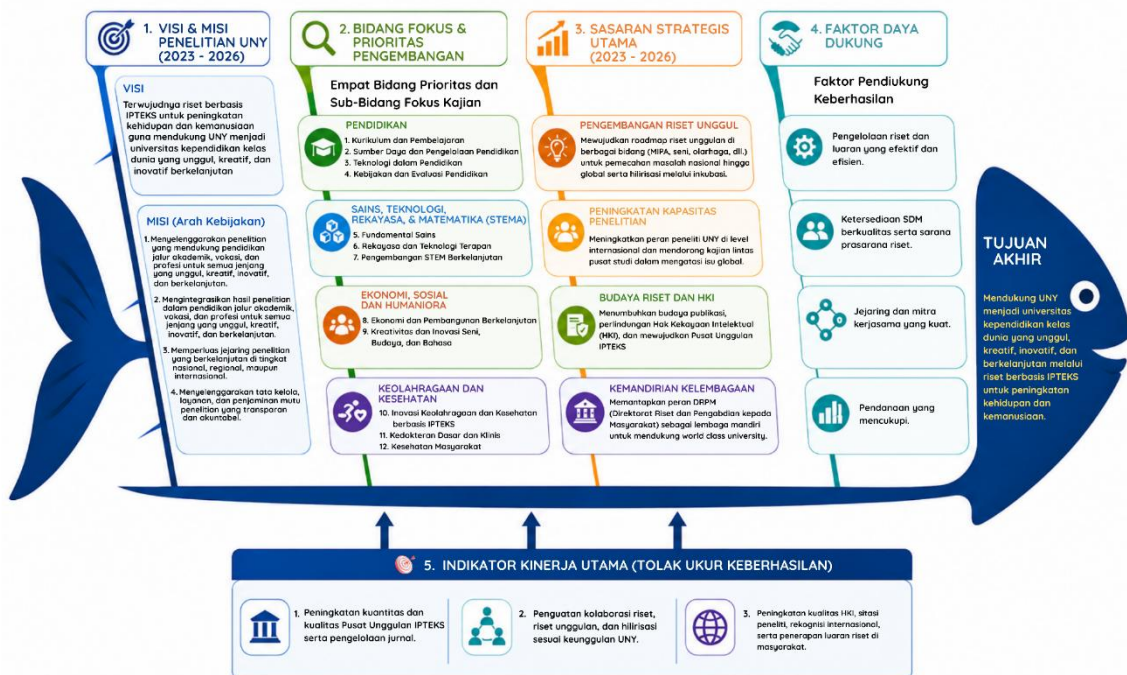 1. VISI & MISI
PENELITIAN UNY
(2023 - 2026)
VISI
Terwujudnya riset berbasis
IPTEKS untuk peningkatan
kehidupan dan kemanusiaan
guna mendukung UNY menjadi
universitas kependidikan kelas
dunia yang unggul, kreatif, dan
inovatif berkelanjutan
MISI (Arah Kebijakan)
1. Menyelenggarakan penelitian
yang mendukung pendidikan
jalur akademik, vokasi, dan
profesi untuk semua jenjang
yang unggul, kreatif, inovatif,
dan berkelanjutan.
2. Mengintegrasikan hasil penelitian
dalam pendidikan jalur akademik,
vokasi, dan profesi untuk semua
jenjang yang unggul, kreatif,
inovatif, dan berkelanjutan.
3. Memperluas jejaring penelitian
yang berkelanjutan di tingkat
nasional, regional, maupun
internasional.
4. Menyelenggarakan tata kelola,
layanan, dan penjaminan mutu
penelitian yang transparan
dan akuntabel.
2. BIDANG FOKUS &
PRIORITAS
PENGEMBANGAN
Empat Bidang Prioritas dan
Sub-Bidang Fokus Kajian
PENDIDIKAN
1. Kurikulum dan Pembelajaran
2. Sumber Daya dan Pengelolaan Pendidikan
3. Teknologi dalam Pendidikan
4. Kebijakan dan Evaluasi Pendidikan
SAINS, TEKNOLOGI,
REKAYASA, & MATEMATIKA (STEMA)
5. Fundamental Sains
6. Rekayasa dan Teknologi Terapan
7. Pengembangan STEM Berkelanjutan
EKONOMI, SOSIAL
DAN HUMANIORA
8. Ekonomi dan Pembangunan Berkelanjutan
9. Kreativitas dan Inovasi Seni,
Budaya, dan Bahasa
KEOLAHRAGAAN DAN
KESEHATAN
10. Inovasi Keolahragaan dan Kesehatan
berbasis IPTEKS
11. Kedokteran Dasar dan Klinis
12. Kesehatan Masyarakat
3. SASARAN STRATEGIS
UTAMA
(2023 - 2026)
PENGEMBANGAN RISET UNGGUL
Mewujudkan roadmap riset unggulan di
berbagai bidang (MIPA, seni, olarhaga, dll.)
untuk pemecahan masalah nasional hingga
global serta hilirisasi melalui inkubasi.
PENINGKATAN KAPASITAS
PENELITIAN
Meningkatkan peran peneliti UNY di level
internasional dan mendorong kajian lintas
pusat studi dalam mengatasi isu global.
BUDAYA RISET DAN HKI
Menumbuhkan budaya publikasi,
perlindungan Hak Kekayaan Intelektual
(HKI), dan mewujudkan Pusat Unggulan
IPTEKS
KEMANDIRIAN KELEMBAGAAN
Memantapkan peran DRPM
(Direktorat Riset dan Pengabdian kepada
Masyarakat) sebagai lembaga mandiri
untuk mendukung world class university.
4. FAKTOR DAYA
DUKUNG
Faktor Pendiukung
Keberhasilan
Pengelolaan riset dan
luaran yang efektif dan
efisien.
Ketersediaan SDM
berkualitas serta sarana
prasarana riset.
Jejaring dan mitra
kerjasama yang kuat.
Pendanaan yang
mencukupi.
TUJUAN
AKHIR
Mendukung UNY
menjadi universitas
kependidikan kelas
dunia yang unggul,
kreatif, inovatif, dan
berkelanjutan melalui
riset berbasis IPTEKS
untuk peningkatan
kehidupan dan
kemanusiaan.
5. INDIKATOR KINERJA UTAMA (TOLAK UKUR KEBERHASILAN)
1. Peningkatan kuantitas dan
kualitas Pusat Unggulan IPTEKS
serta pengelolaan jurnal.
2. Penguatan kolaborasi riset,
riset unggulan, dan hilirisasi
sesuai keunggulan UNY.
3. Peningkatan kualitas HKI, sitasi
peneliti, rekognisi internasional,
serta penerapan luaran riset di
masyarakat.